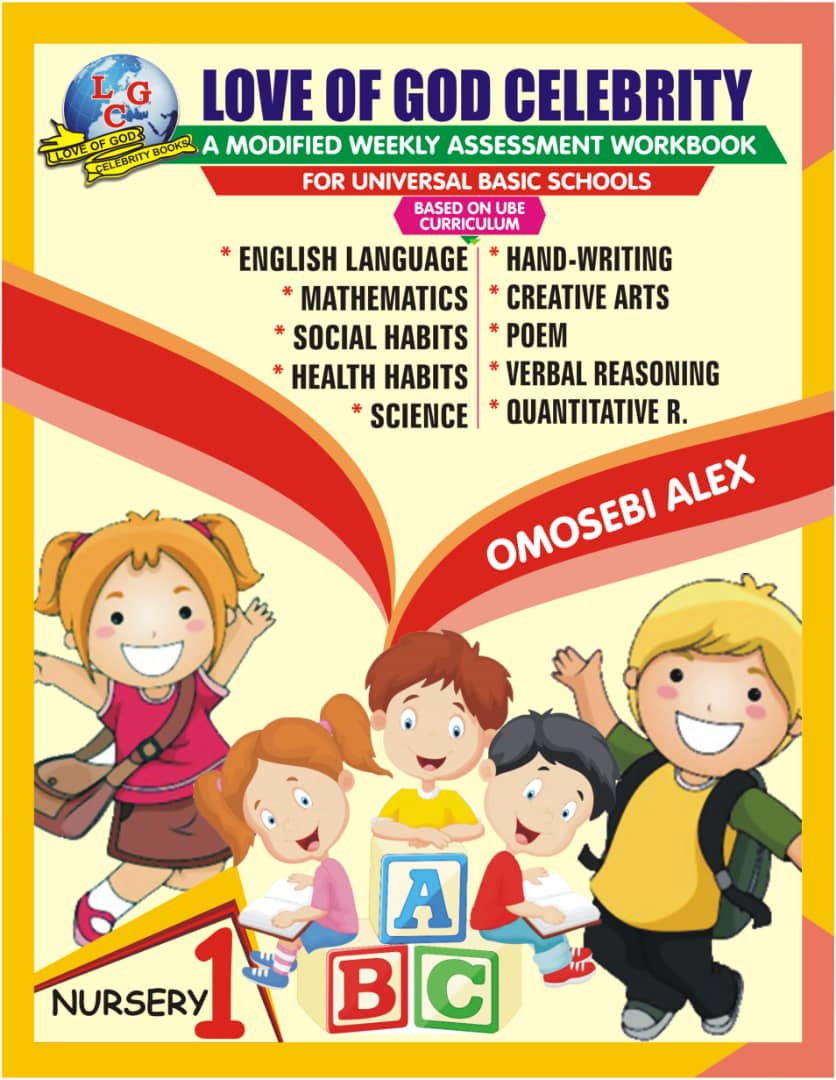 L G
C
LOVE OF GOD
CELEBRITY BOOKS
LOVE OF GOD CELEBRITY
A MODIFIED WEEKLY ASSESSMENT WORKBOOK
FOR UNIVERSAL BASIC SCHOOLS
BASED ON UBE
CURRICULUM
* ENGLISH LANGUAGE
* MATHEMATICS
* SOCIAL HABITS
* HEALTH HABITS
* SCIENCE
* HAND-WRITING
* CREATIVE ARTS
* POEM
* VERBAL REASONING
* QUANTITATIVE R.
OMOSEBI ALEX
A
B C
NURSERY 1